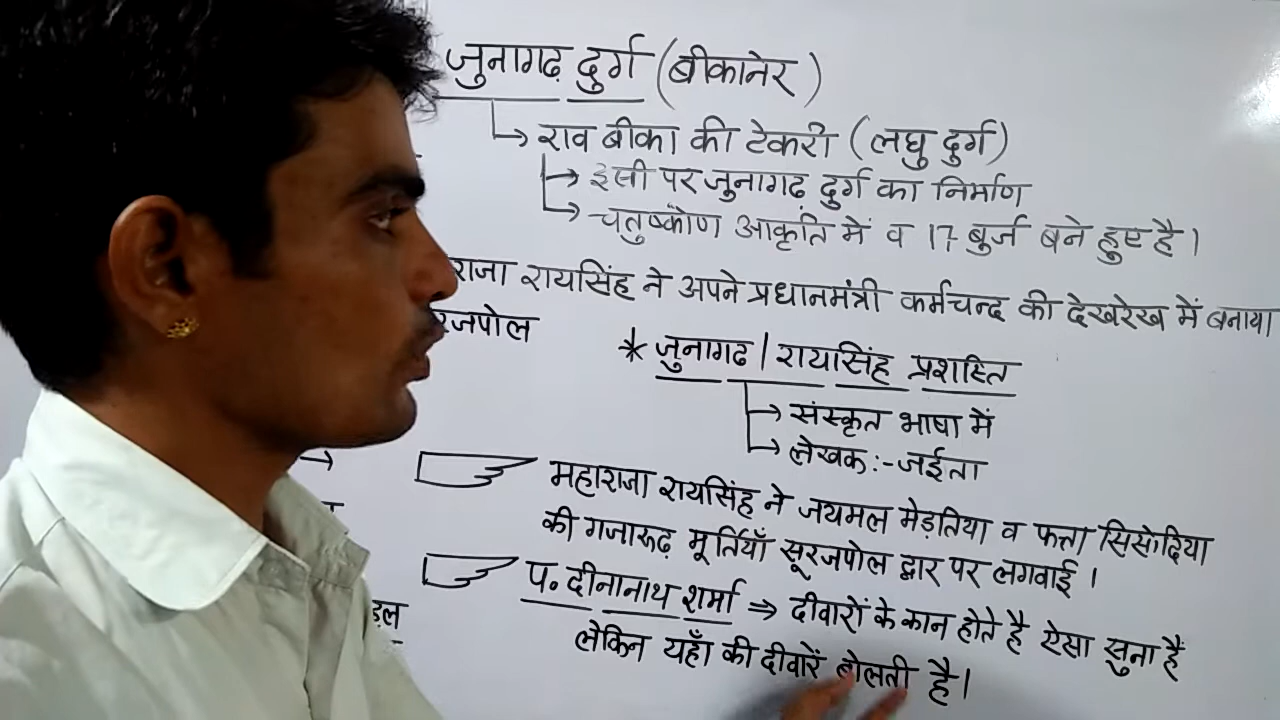 जुनागढ़ दुर्ग (बीकानेर)
राव बीका की टेकरी (लघु दुर्ग)
इसी पर जुनागढ़ दुर्ग का निर्माण
चतुष्कोण आकृति में व 17 बुर्ज बने हुए है।
राजा रायसिंह ने अपने प्रधानमंत्री कर्मचन्द की देखरेख में बनाया
रजपोल
* जुनागढ | रायसिंह प्रशस्ति
संस्कृत भाषा में
लेखक:- जईता
महाराजा रायसिंह ने जयमल मेड़तिया व फत्ता सिसोदिया
की गजारूढ़ मूर्तियाँ सूरजपोल द्वार पर लगवाई।
प. दीनानाथ शर्मा ⇒ दीवारों के कान होते है ऐसा सुना है
लेकिन यहाँ की दीवारें बोलती है।